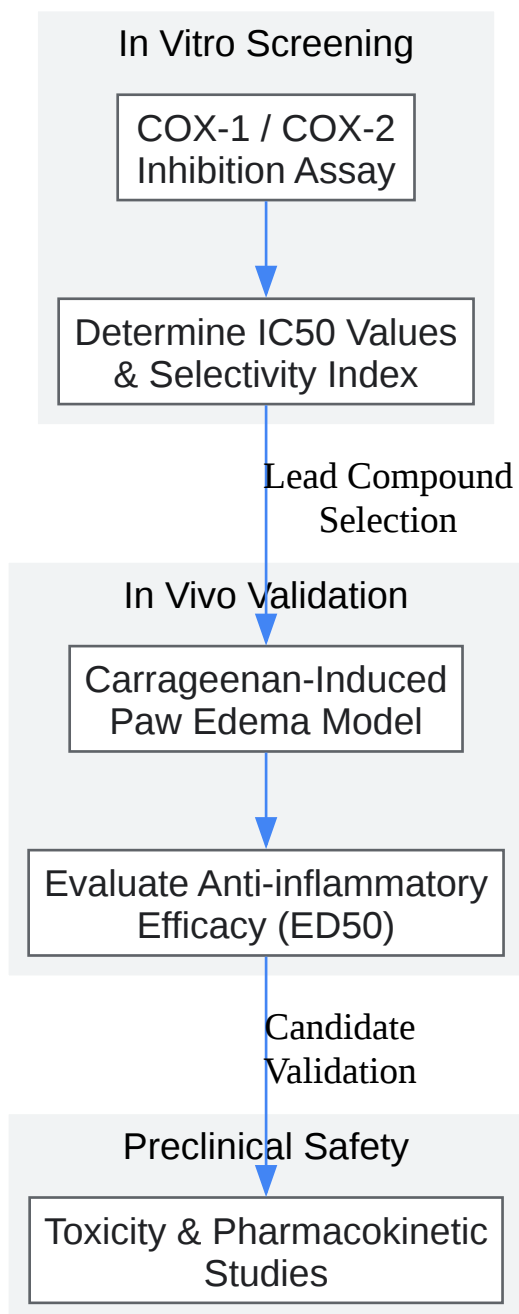 In Vitro Screening
COX-1 / COX-2
Inhibition Assay
Determine IC50 Values
& Selectivity Index
Lead Compound
Selection
In Vivo Validation
Carrageenan-Induced
Paw Edema Model
Evaluate Anti-inflammatory
Efficacy (ED50)
Candidate
Validation
Preclinical Safety
Toxicity & Pharmacokinetic
Studies